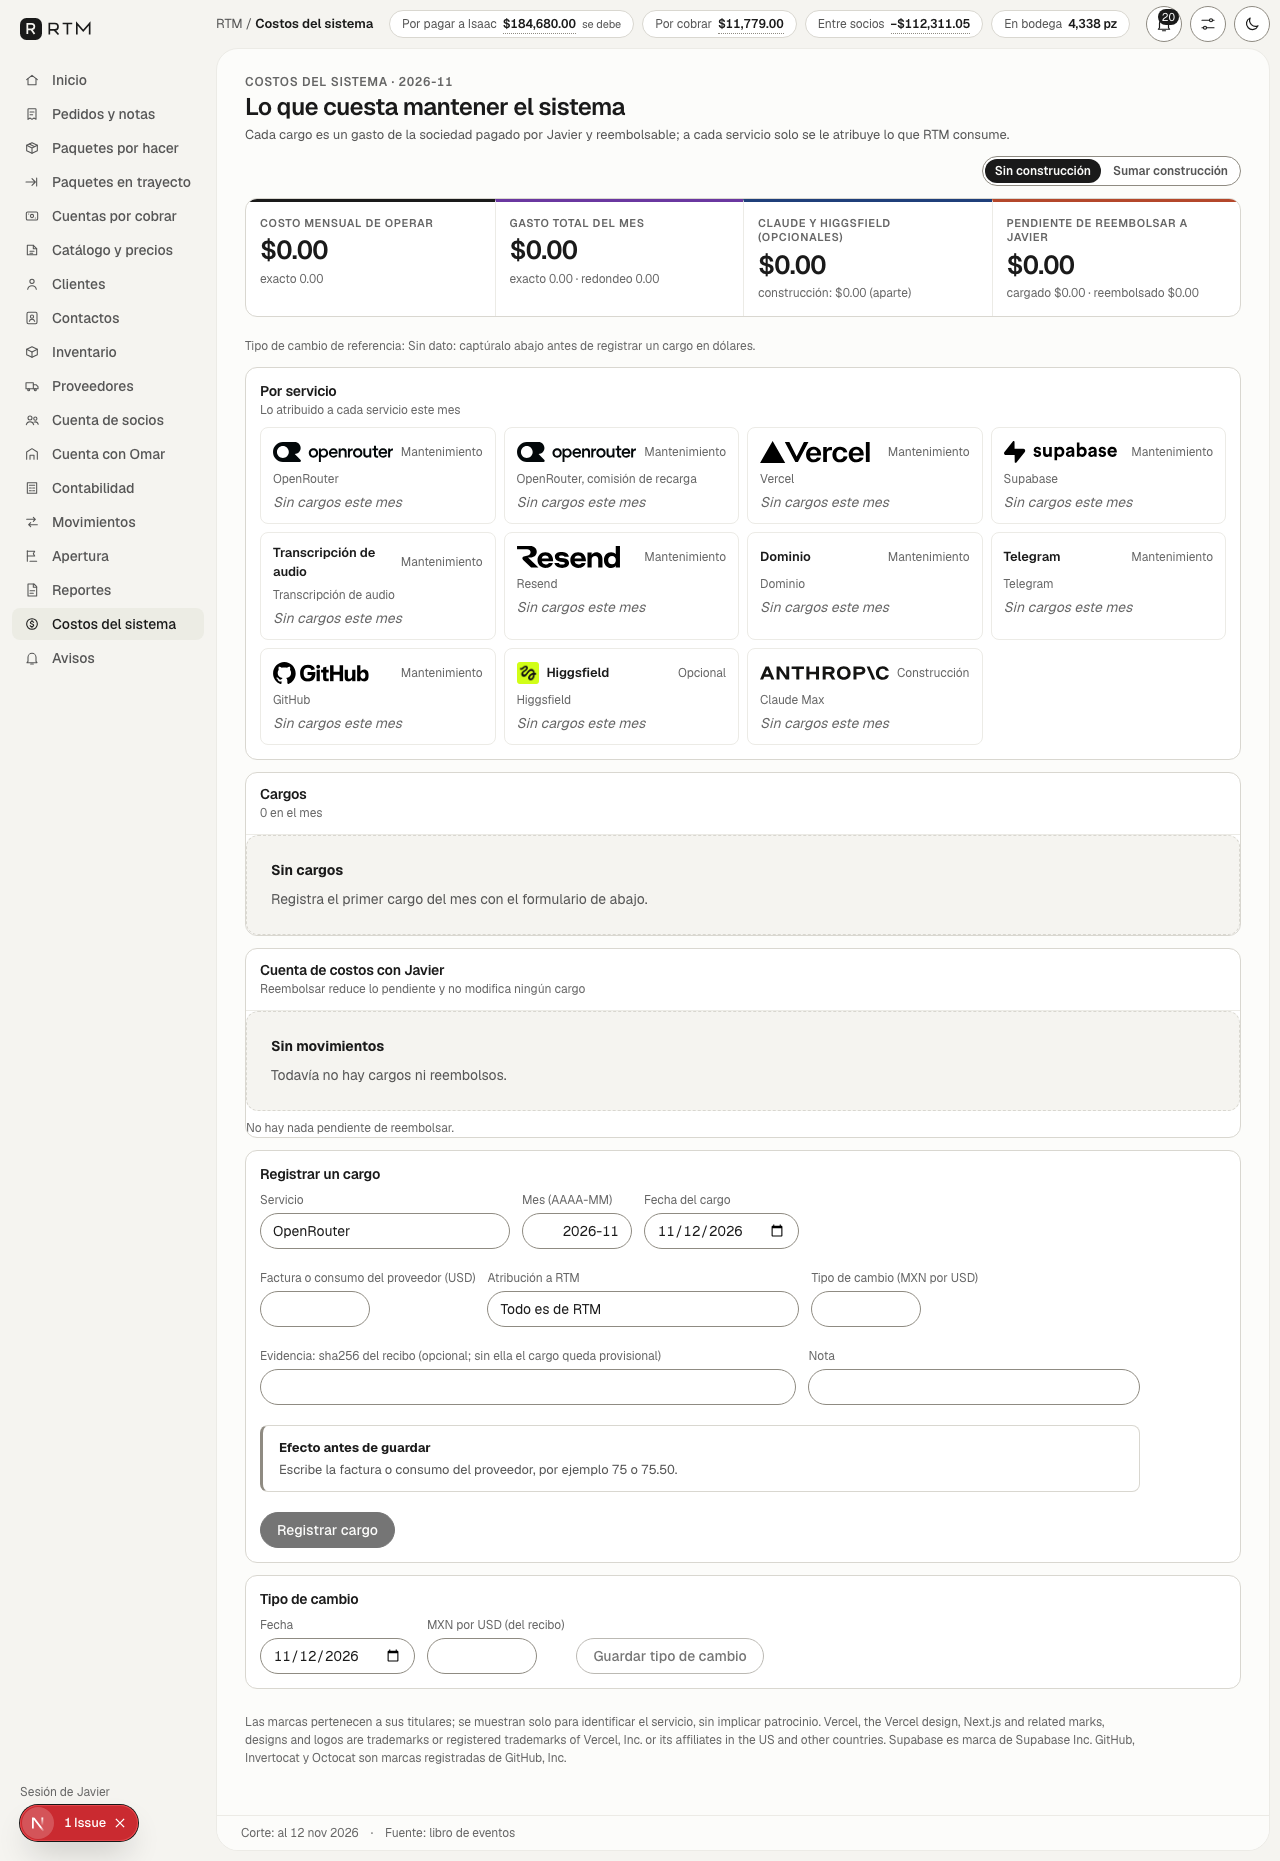 R RTM
RTM / Costos del sistema
Por pagar a Isaac $184,680.00 se debe
Por cobrar $11,779.00
Entre socios −$112,311.05
En bodega 4,338 pz
20
Inicio
Pedidos y notas
Paquetes por hacer
Paquetes en trayecto
Cuentas por cobrar
Catálogo y precios
Clientes
Contactos
Inventario
Proveedores
Cuenta de socios
Cuenta con Omar
Contabilidad
Movimientos
Apertura
Reportes
Costos del sistema
Avisos
Sesión de Javier
1 Issue
COSTOS DEL SISTEMA · 2026-11
Lo que cuesta mantener el sistema
Cada cargo es un gasto de la sociedad pagado por Javier y reembolsable; a cada servicio solo se le atribuye lo que RTM consume.
Sin construcción Sumar construcción
COSTO MENSUAL DE OPERAR
$0.00
exacto 0.00
GASTO TOTAL DEL MES
$0.00
exacto 0.00 · redondeo 0.00
CLAUDE Y HIGGSFIELD
(OPCIONALES)
$0.00
construcción: $0.00 (aparte)
PENDIENTE DE REEMBOLSAR A
JAVIER
$0.00
cargado $0.00 · reembolsado $0.00
Tipo de cambio de referencia: Sin dato: captúralo abajo antes de registrar un cargo en dólares.
Por servicio
Lo atribuido a cada servicio este mes
openrouter Mantenimiento
OpenRouter
Sin cargos este mes
openrouter Mantenimiento
OpenRouter, comisión de recarga
Sin cargos este mes
Vercel Mantenimiento
Vercel
Sin cargos este mes
supabase Mantenimiento
Supabase
Sin cargos este mes
Transcripción de
audio
Mantenimiento
Transcripción de audio
Sin cargos este mes
Resend Mantenimiento
Resend
Sin cargos este mes
Dominio Mantenimiento
Dominio
Sin cargos este mes
Telegram Mantenimiento
Telegram
Sin cargos este mes
GitHub Mantenimiento
GitHub
Sin cargos este mes
Higgsfield Opcional
Higgsfield
Sin cargos este mes
ANTHROP\C Construcción
Claude Max
Sin cargos este mes
Cargos
0 en el mes
Sin cargos
Registra el primer cargo del mes con el formulario de abajo.
Cuenta de costos con Javier
Reembolsar reduce lo pendiente y no modifica ningún cargo
Sin movimientos
Todavía no hay cargos ni reembolsos.
No hay nada pendiente de reembolsar.
Registrar un cargo
Servicio Mes (AAAA-MM) Fecha del cargo
OpenRouter 2026-11 11/12/2026
Factura o consumo del proveedor (USD) Atribución a RTM Tipo de cambio (MXN por USD)
Todo es de RTM
Evidencia: sha256 del recibo (opcional; sin ella el cargo queda provisional) Nota
Efecto antes de guardar
Escribe la factura o consumo del proveedor, por ejemplo 75 o 75.50.
Registrar cargo
Tipo de cambio
Fecha MXN por USD (del recibo)
11/12/2026 Guardar tipo de cambio
Las marcas pertenecen a sus titulares; se muestran solo para identificar el servicio, sin implicar patrocinio. Vercel, the Vercel design, Next.js and related marks,
designs and logos are trademarks or registered trademarks of Vercel, Inc. or its affiliates in the US and other countries. Supabase es marca de Supabase Inc. GitHub,
Invertocat y Octocat son marcas registradas de GitHub, Inc.
Corte: al 12 nov 2026 · Fuente: libro de eventos